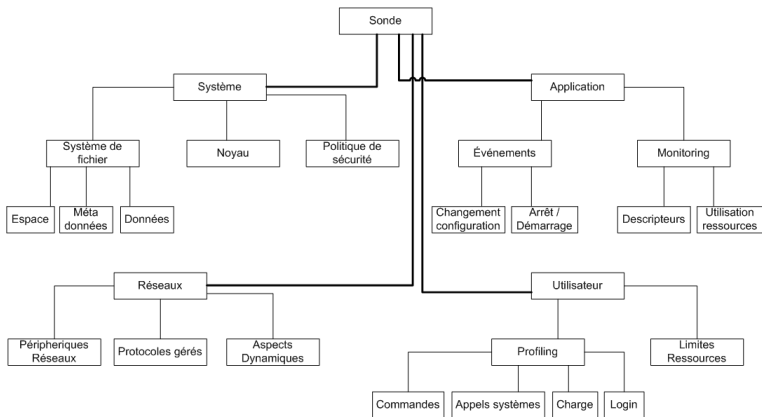 Sonde
Système
Application
Système de
fichier
Noyau
Politique de
sécurité
Événements
Monitoring
Espace
Méta
données
Données
Changement
configuration
Arrêt /
Démarrage
Descripteurs
Utilisation
ressources
Réseaux
Utilisateur
Péripheriques
Réseaux
Protocoles gérés
Aspects
Dynamiques
Profiling
Limites
Ressources
Commandes
Appels systèmes
Charge
Login